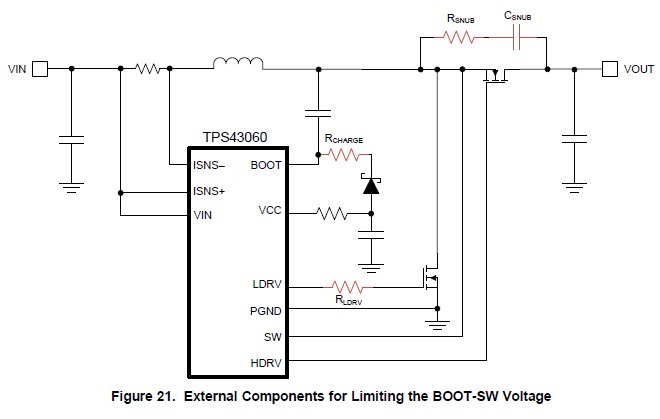 RSNUB
CSNUB
VIN
VOUT
TPS43060
RCHARGE
ISNS–
BOOT
ISNS+
VIN
VCC
LDRV
RLDRV
PGND
SW
HDRV
Figure 21. External Components for Limiting the BOOT-SW Voltage